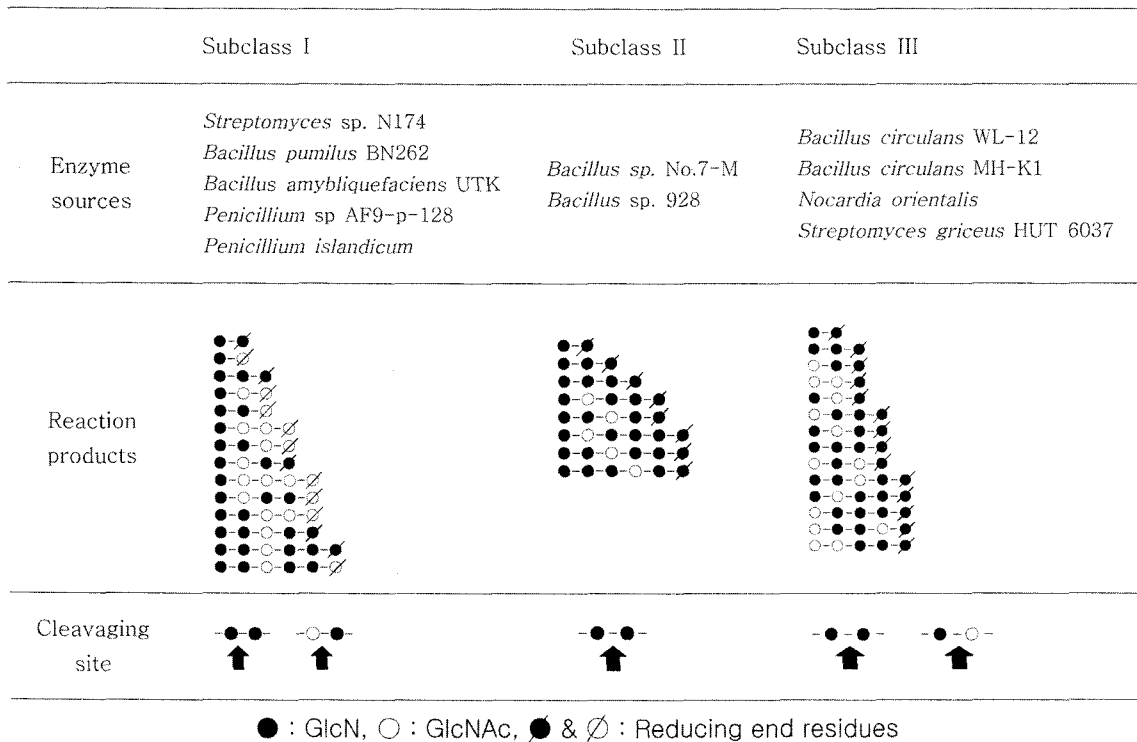 Subclass I Subclass II Subclass III
Enzyme sources
Streptomyces sp. N174
Bacillus pumilus BN262
Bacillus amybliquefaciens UTK
Penicillium sp AF9-p-128
Penicillium islandicum
Bacillus sp. No.7-M
Bacillus sp. 928
Bacillus circulans WL-12
Bacillus circulans MH-K1
Nocardia orientalis
Streptomyces griceus HUT 6037
Reaction
products
Cleavaging
site
● : GlcN, ○ : GlcNAc, ● & ∅ : Reducing end residues